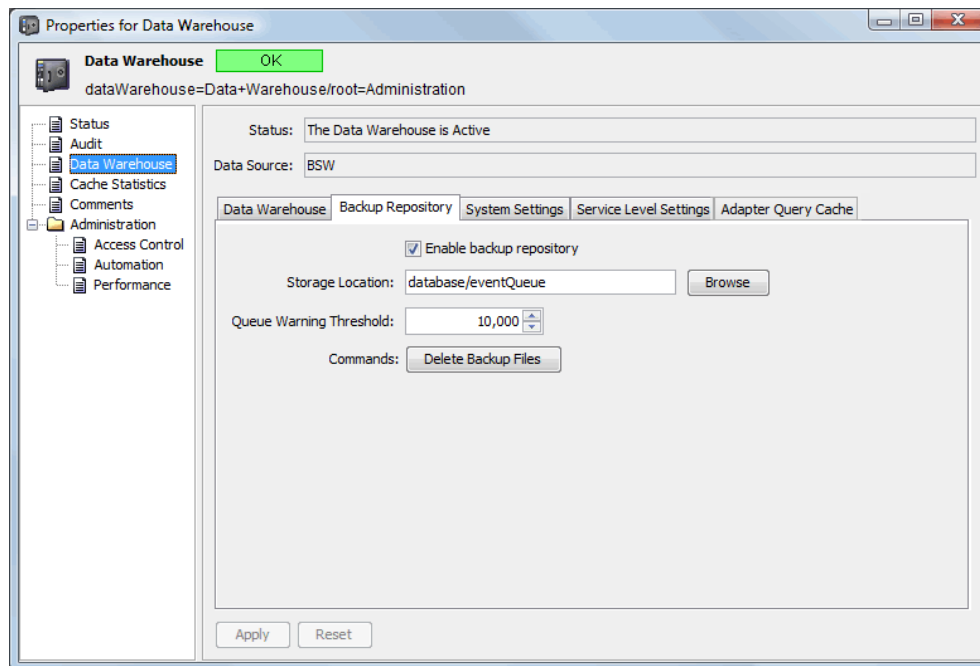 Properties for Data Warehouse
Data Warehouse OK
dataWarehouse=Data+Warehouse/root=Administration
Status
Audit
Data Warehouse
Cache Statistics
Comments
Administration
Access Control
Automation
Performance
Status: The Data Warehouse is Active
Data Source: BSW
Data Warehouse Backup Repository System Settings Service Level Settings Adapter Query Cache
Enable backup repository
Storage Location: database/eventQueue Browse
Queue Warning Threshold: 10,000
Commands: Delete Backup Files
Apply Reset